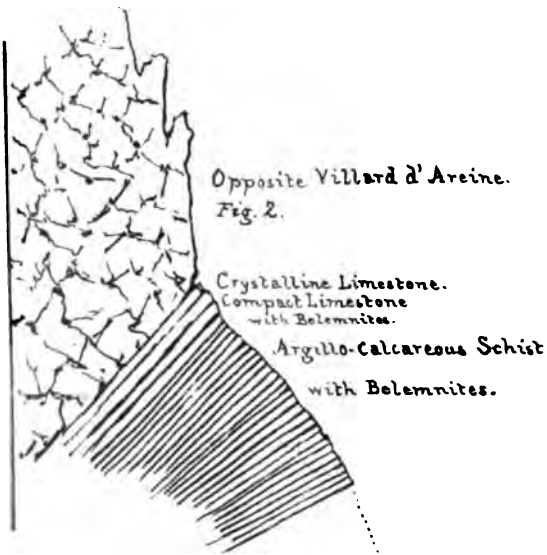 Opposite Villard d'Areine.
Fig. 2.
Crystalline Limestone.
Compact Limestone
with Belemnites.
Argillo-Calcareous Schist
with Belemnites.